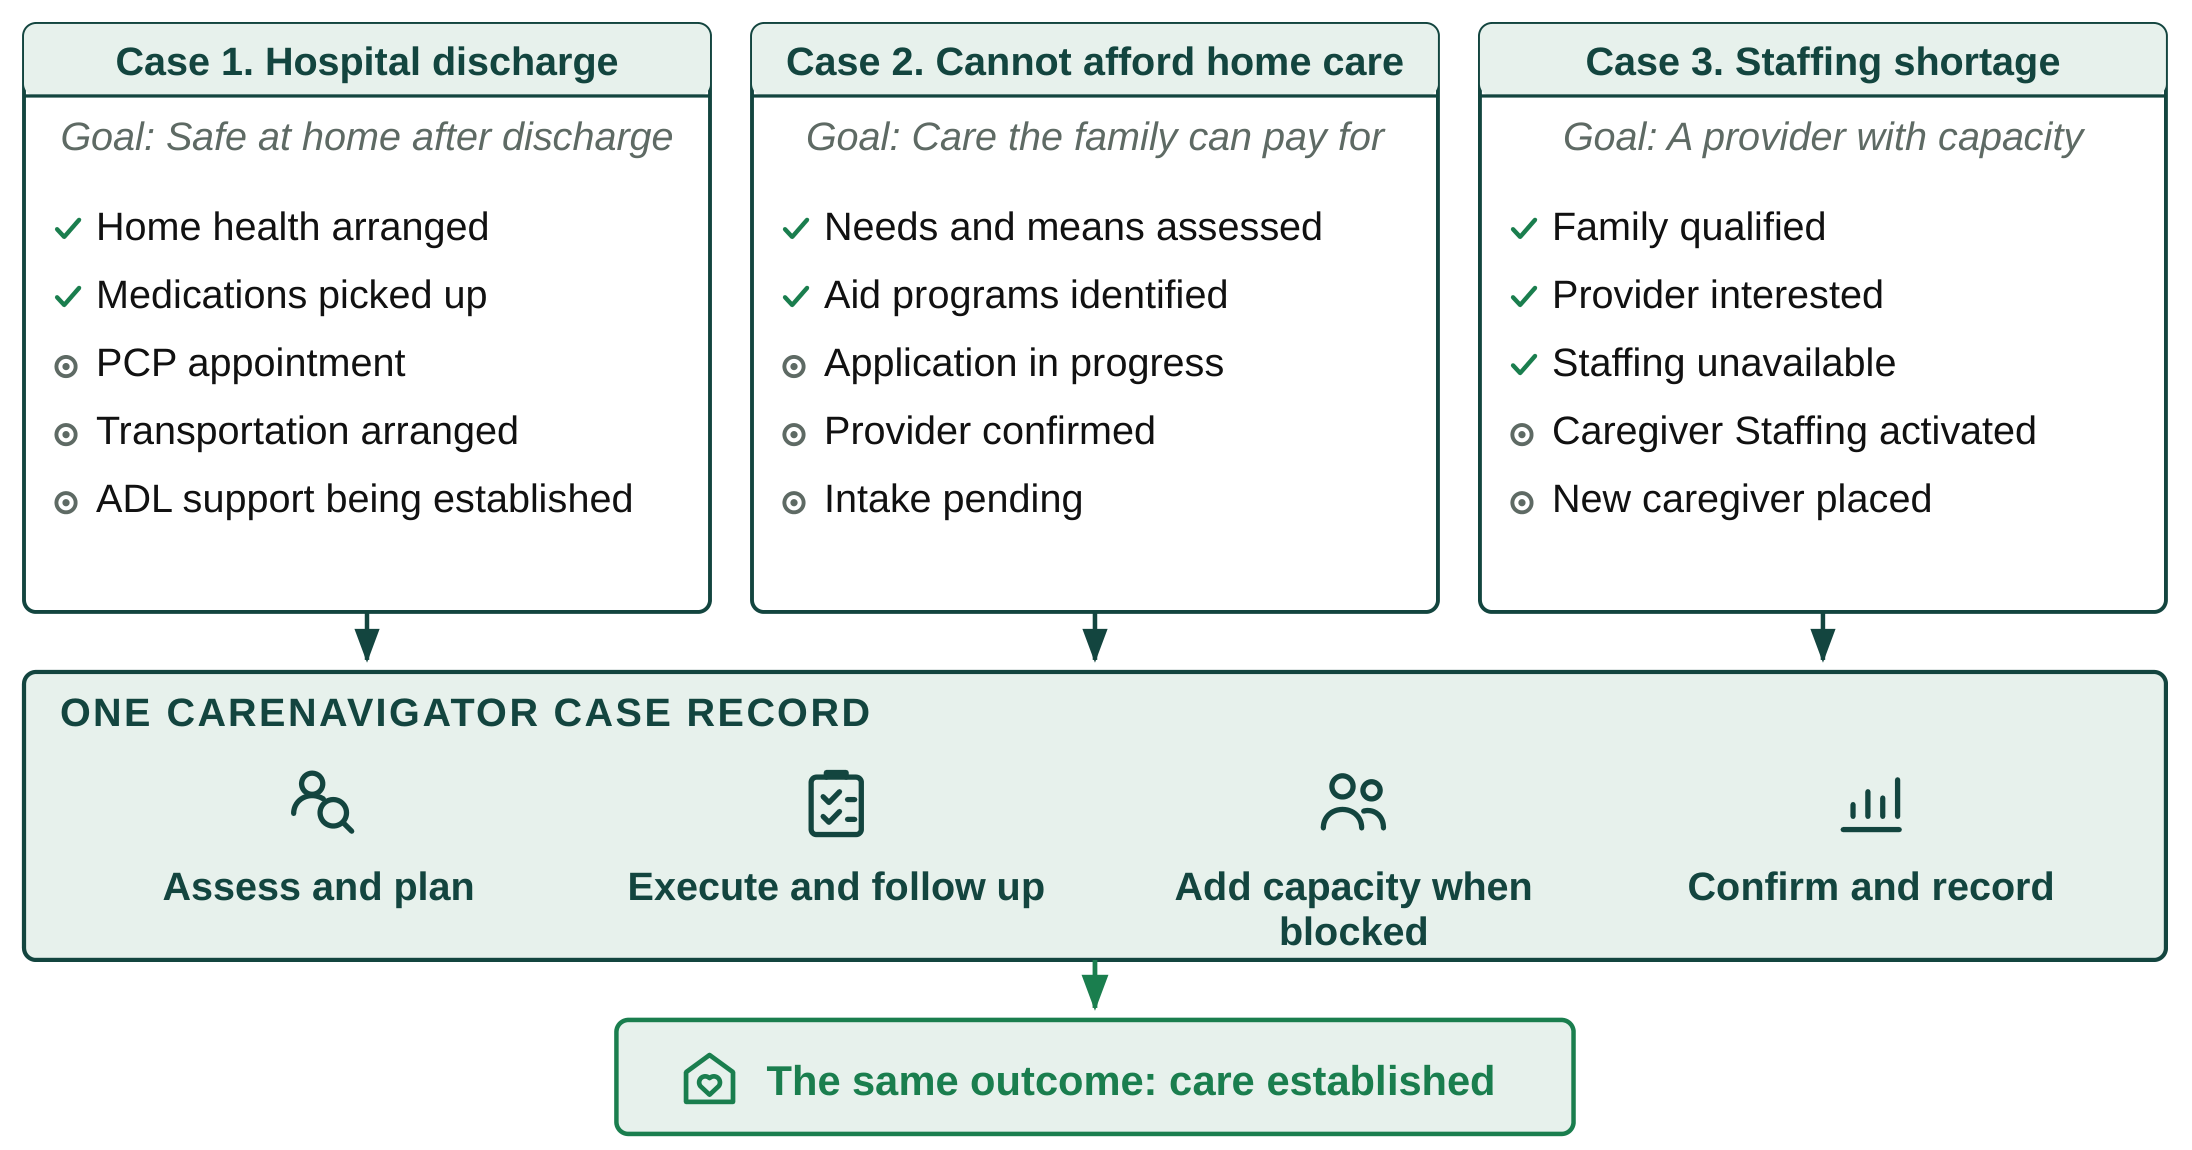 Case 1. Hospital discharge
Goal: Safe at home after discharge
Home health arranged
Medications picked up
PCP appointment
Transportation arranged
ADL support being established
Case 2. Cannot afford home care
Goal: Care the family can pay for
Needs and means assessed
Aid programs identified
Application in progress
Provider confirmed
Intake pending
Case 3. Staffing shortage
Goal: A provider with capacity
Family qualified
Provider interested
Staffing unavailable
Caregiver Staffing activated
New caregiver placed
ONE CARENAVIGATOR CASE RECORD
Assess and plan
Execute and follow up
Add capacity when
blocked
Confirm and record
The same outcome: care established